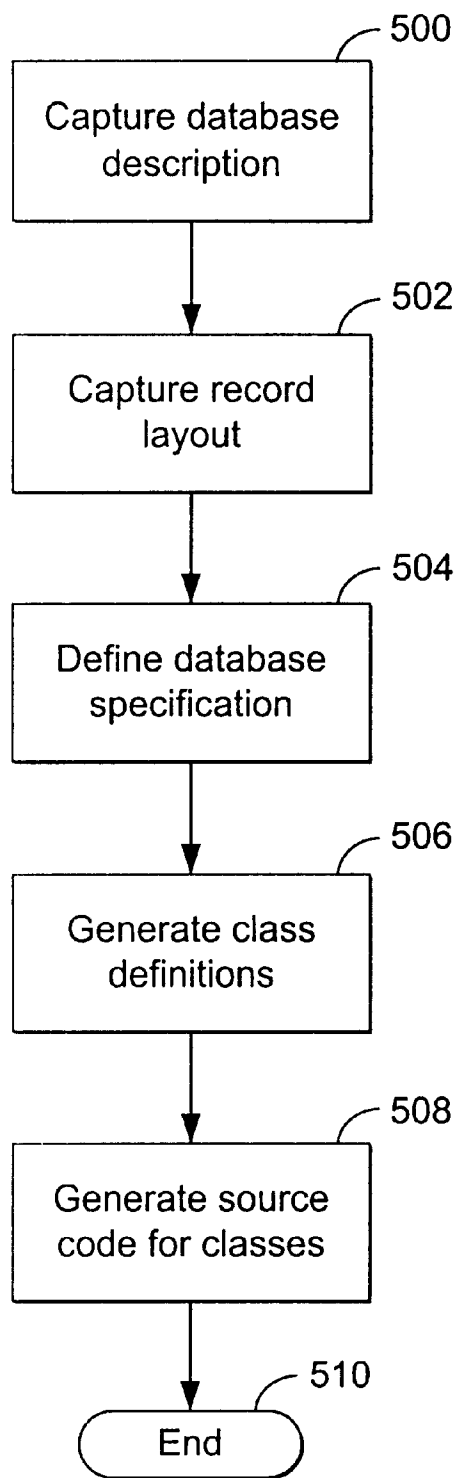 500
Capture database
description
502
Capture record
layout
504
Define database
specification
506
Generate class
definitions
508
Generate source
code for classes
510
End